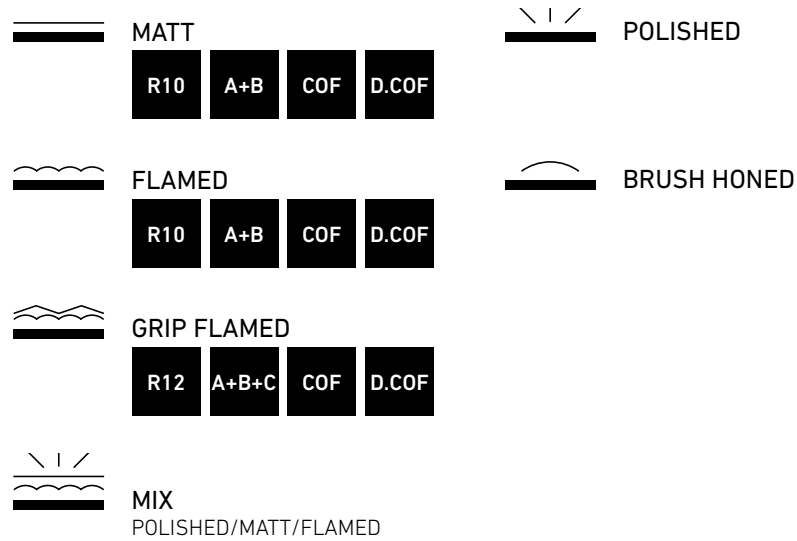 MATT
R10 A+B COF D.COF
FLAMED
R10 A+B COF D.COF
GRIP FLAMED
R12 A+B+C COF D.COF
MIX
POLISHED/MATT/FLAMED
POLISHED
BRUSH HONED